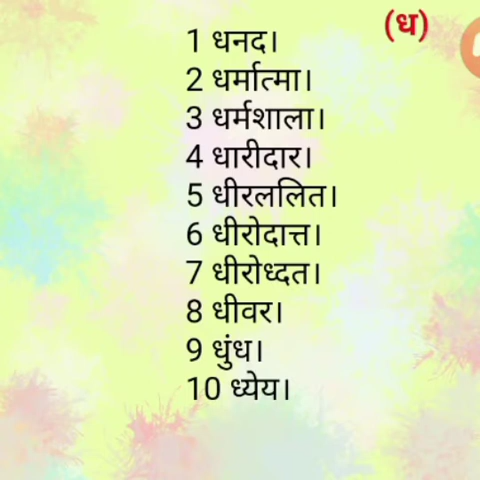 (ध)
1 धनद।
2 धर्मात्मा।
3 धर्मशाला।
4 धारीदार।
5 धीरललित।
6 धीरोदात्त।
7 धीरोध्दत।
8 धीवर।
9 धुंध।
10 ध्येय।